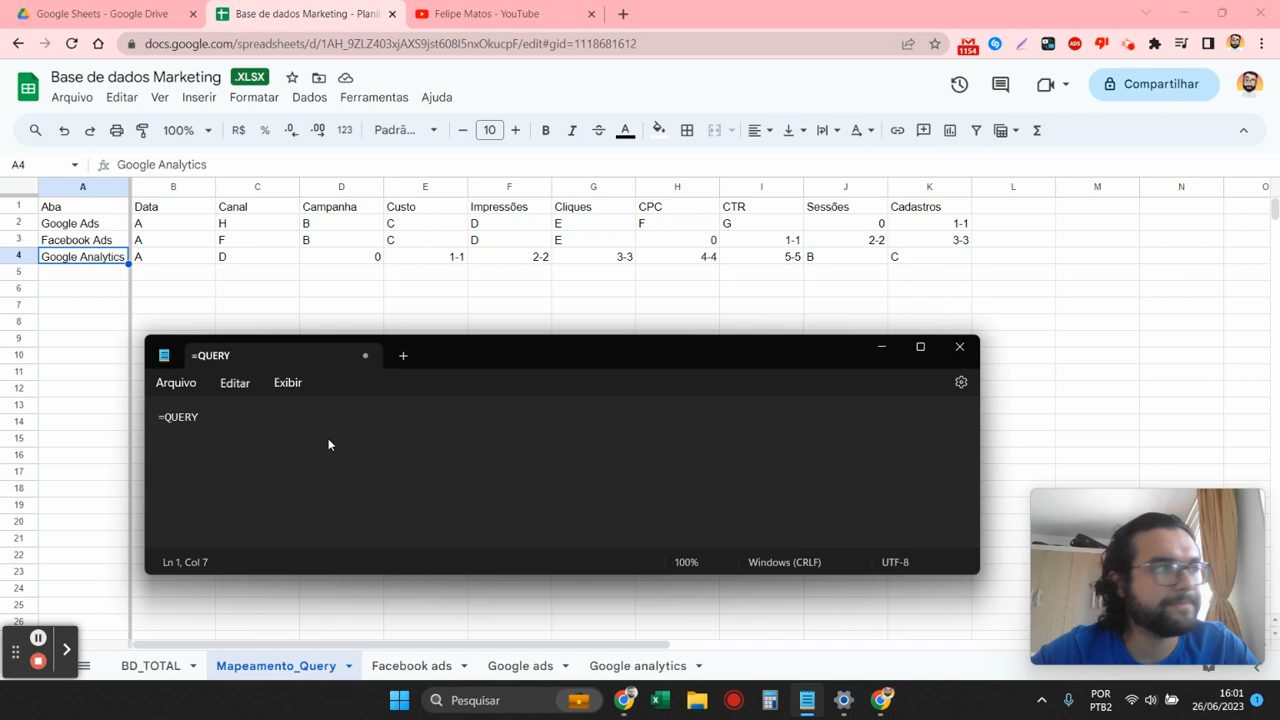 Google Sheets - Google Drive
Base de dados Marketing - Plani
Felipe Matos - YouTube
docs.google.com/spreadsheets/d/1AH_9ZLZ403xjAXS9jst608I5nxOkucpF/edit#gid=1118681612
1154
ADS
Base de dados Marketing
.XLSX
Arquivo Editar Ver Inserir Formatar Dados Ferramentas Ajuda
Compartilhar
100% R$ % .0 .00 123 Padrã... 10 B I S A
A4 fx Google Analytics
A B C D E F G H I J K L M N O
1 Aba Data Canal Campanha Custo Impressões Cliques CPC CTR Sessões Cadastros
2 Google Ads A H B C D E F G 0 1-1
3 Facebook Ads A F B C D E 0 1-1 2-2 3-3
4 Google Analytics A D 0 1-1 2-2 3-3 4-4 5-5 B C
5
6
7
8
9
10
11
12
13
14
15
16
17
18
19
20
21
22
23
24
25
26
=QUERY
Arquivo Editar Exibir
=QUERY
Ln 1, Col 7 100% Windows (CRLF) UTF-8
BD_TOTAL Mapeamento_Query Facebook ads Google ads Google analytics
Pesquisar
POR
PTB2
16:01
26/06/2023
1